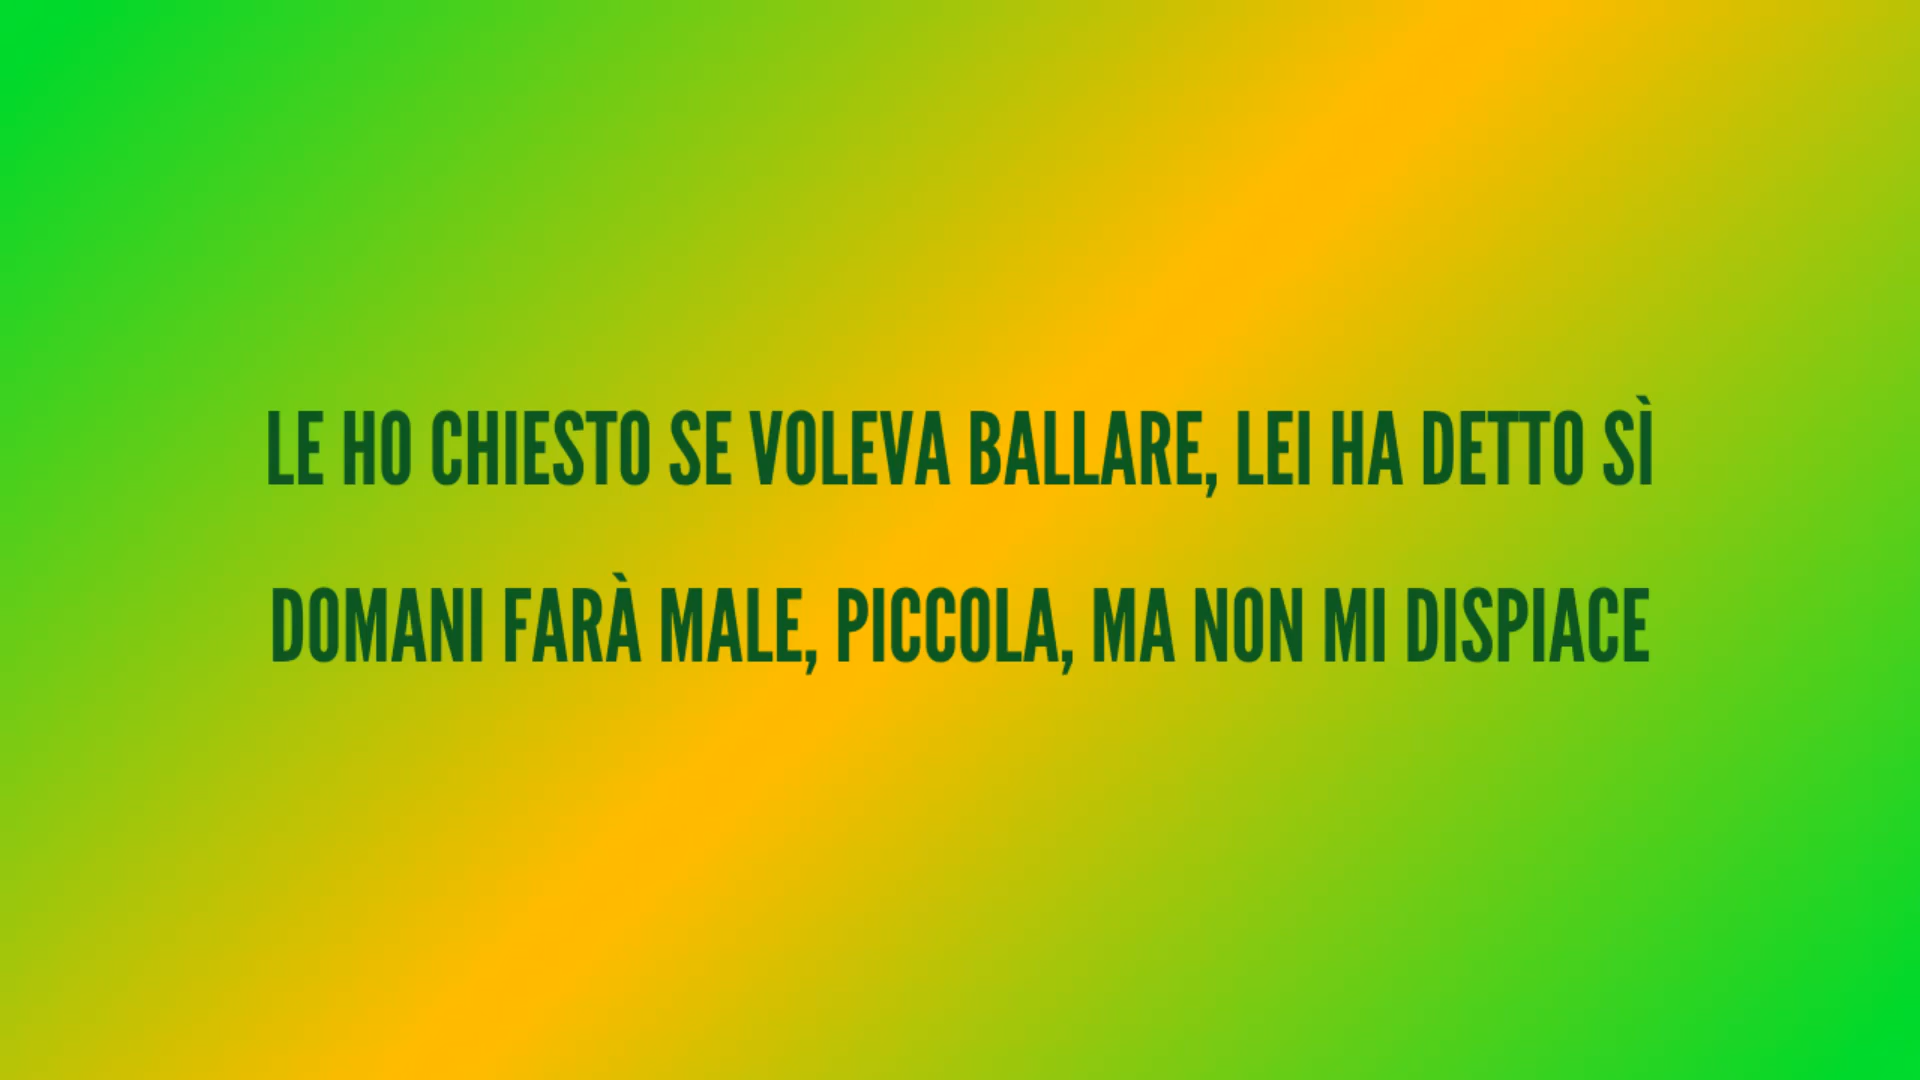 LE HO CHIESTO SE VOLEVA BALLARE, LEI HA DETTO SÌ
DOMANI FARÀ MALE, PICCOLA, MA NON MI DISPIACE